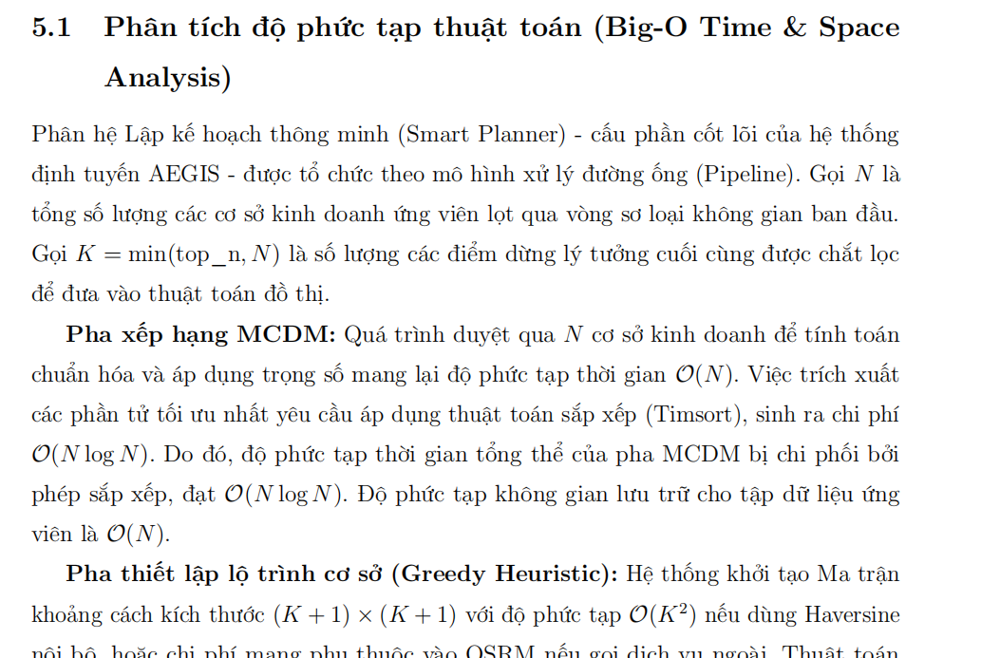 5.1 Phân tích độ phức tạp thuật toán (Big-O Time & Space
Analysis)
Phân hệ Lập kế hoạch thông minh (Smart Planner) - cấu phần cốt lõi của hệ thống
định tuyến AEGIS - được tổ chức theo mô hình xử lý đường ống (Pipeline). Gọi N là
tổng số lượng các cơ sở kinh doanh ứng viên lọt qua vòng sơ loại không gian ban đầu.
Gọi K = min(top_n, N) là số lượng các điểm dừng lý tưởng cuối cùng được chắt lọc
để đưa vào thuật toán đồ thị.
Pha xếp hạng MCDM: Quá trình duyệt qua N cơ sở kinh doanh để tính toán
chuẩn hóa và áp dụng trọng số mang lại độ phức tạp thời gian O(N). Việc trích xuất
các phần tử tối ưu nhất yêu cầu áp dụng thuật toán sắp xếp (Timsort), sinh ra chi phí
O(N log N). Do đó, độ phức tạp thời gian tổng thể của pha MCDM bị chi phối bởi
phép sắp xếp, đạt O(N log N). Độ phức tạp không gian lưu trữ cho tập dữ liệu ứng
viên là O(N).
Pha thiết lập lộ trình cơ sở (Greedy Heuristic): Hệ thống khởi tạo Ma trận
khoảng cách kích thước (K + 1) × (K + 1) với độ phức tạp O(K²) nếu dùng Haversine
nội bộ, hoặc chi phí mạng phụ thuộc vào OSRM nếu gọi dịch vụ ngoài. Thuật toán